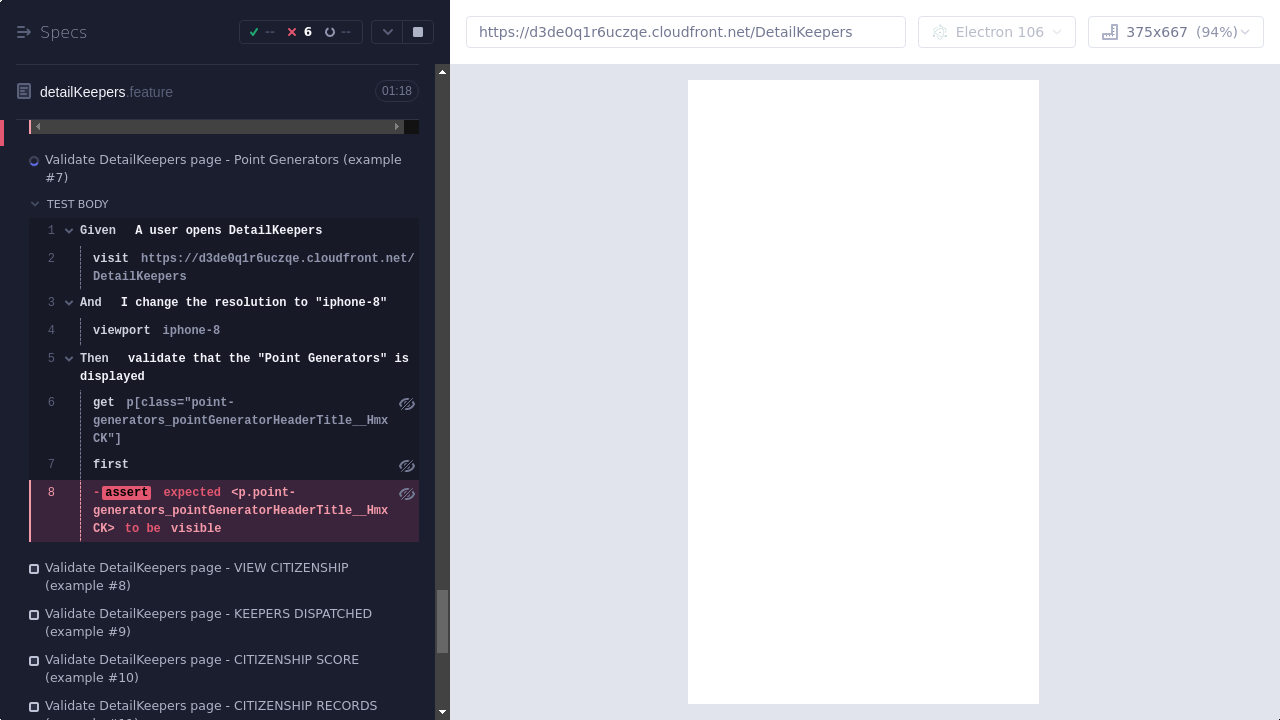 Specs
--
6
--
https://d3de0q1r6uczqe.cloudfront.net/DetailKeepers
Electron 106
375x667 (94%)
detailKeepers.feature
01:18
Validate DetailKeepers page - Point Generators (example
#7)
TEST BODY
1 Given A user opens DetailKeepers
2 visit https://d3de0q1r6uczqe.cloudfront.net/
DetailKeepers
3 And I change the resolution to "iphone-8"
4 viewport iphone-8
5 Then validate that the "Point Generators" is
displayed
6 get p[class="point-
generators_pointGeneratorHeaderTitle__Hmx
CK"]
7 first
8 -assert expected <p.point-
generators_pointGeneratorHeaderTitle__Hmx
CK> to be visible
Validate DetailKeepers page - VIEW CITIZENSHIP
(example #8)
Validate DetailKeepers page - KEEPERS DISPATCHED
(example #9)
Validate DetailKeepers page - CITIZENSHIP SCORE
(example #10)
Validate DetailKeepers page - CITIZENSHIP RECORDS